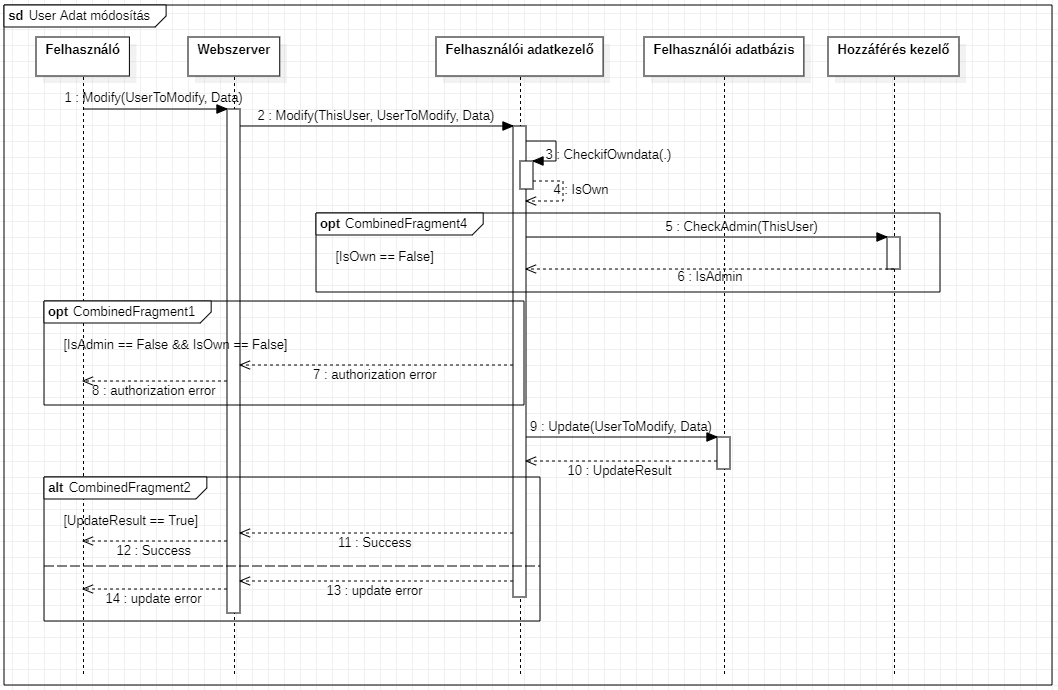 sd User Adat módosítás
Felhasználó
Webszerver
Felhasználói adatkezelő
Felhasználói adatbázis
Hozzáférés kezelő
1 : Modify(UserToModify, Data)
2 : Modify(ThisUser, UserToModify, Data)
3 : CheckifOwndata(.)
4 : IsOwn
opt CombinedFragment4
5 : CheckAdmin(ThisUser)
[IsOwn == False]
6 : IsAdmin
opt CombinedFragment1
[IsAdmin == False && IsOwn == False]
7 : authorization error
8 : authorization error
9 : Update(UserToModify, Data)
10 : UpdateResult
alt CombinedFragment2
[UpdateResult == True]
11 : Success
12 : Success
13 : update error
14 : update error